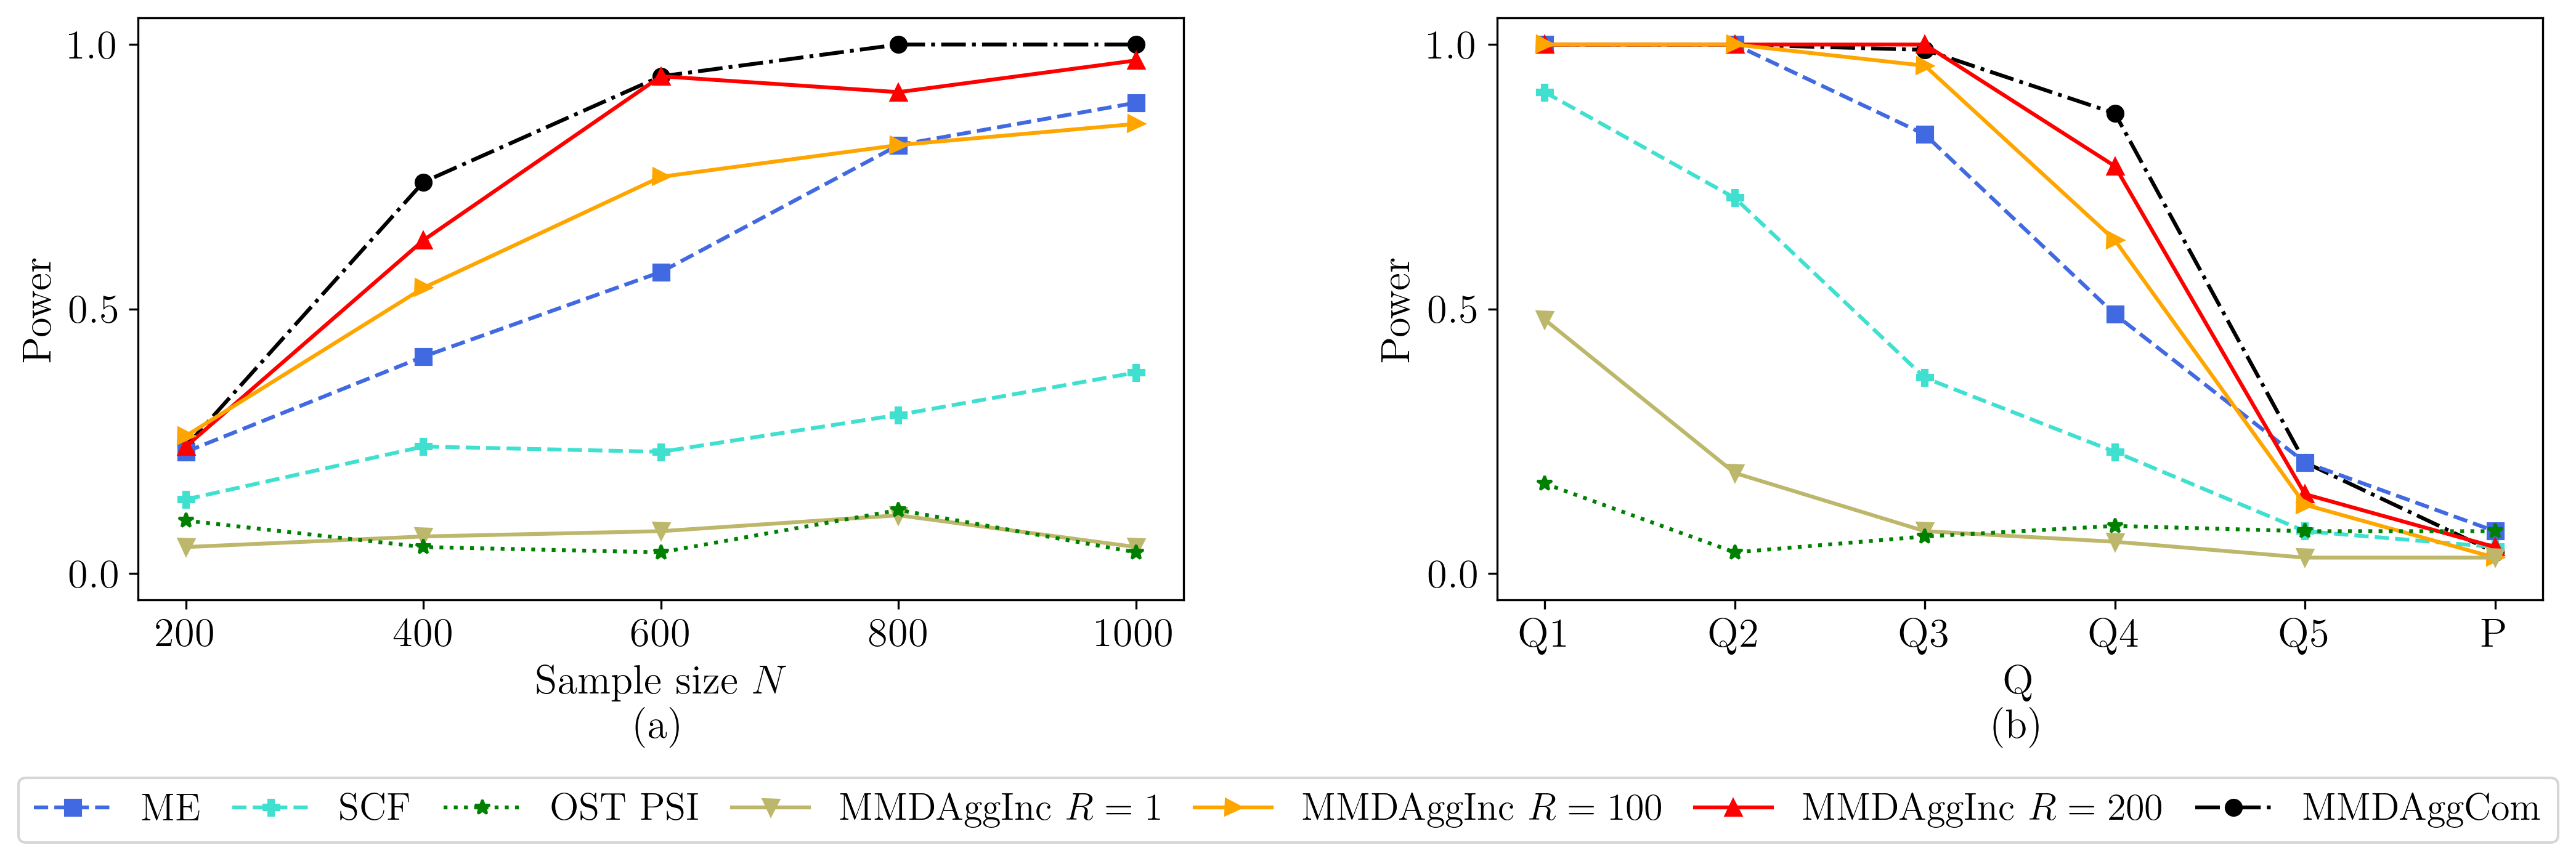 1.0
0.5
0.0
Power
200 400 600 800 1000
Sample size N
(a)
1.0
0.5
0.0
Power
Q1 Q2 Q3 Q4 Q5 P
Q
(b)
ME SCF OST PSI MMDAggInc R = 1 MMDAggInc R = 100 MMDAggInc R = 200 MMDAggCom